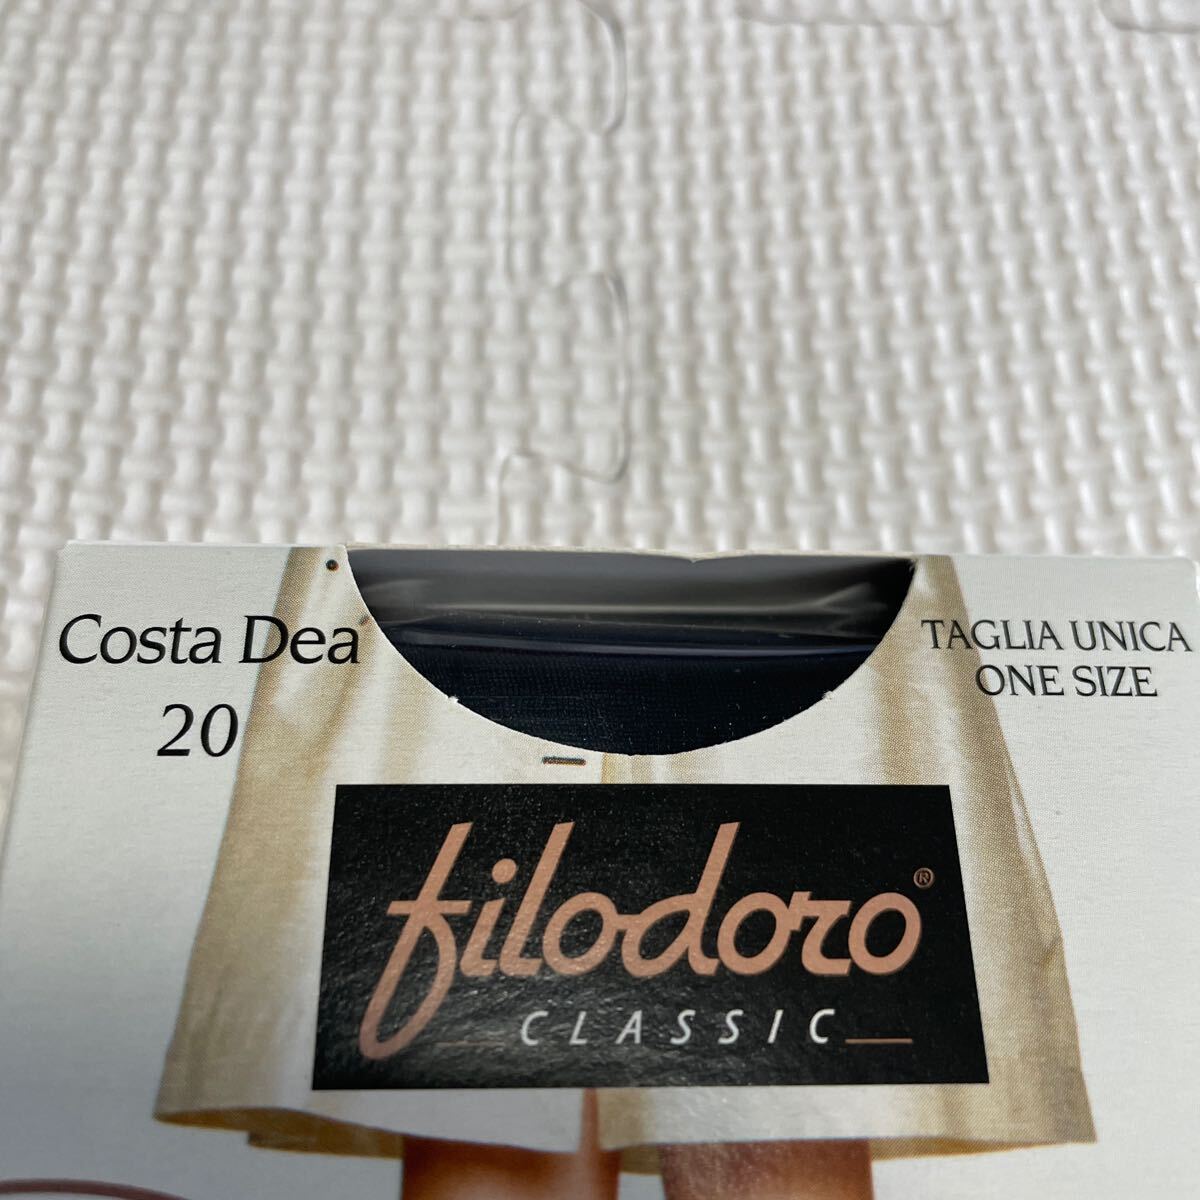 Costa Dea
20
TAGLIA UNICA
ONE SIZE
filodoro®
CLASSIC